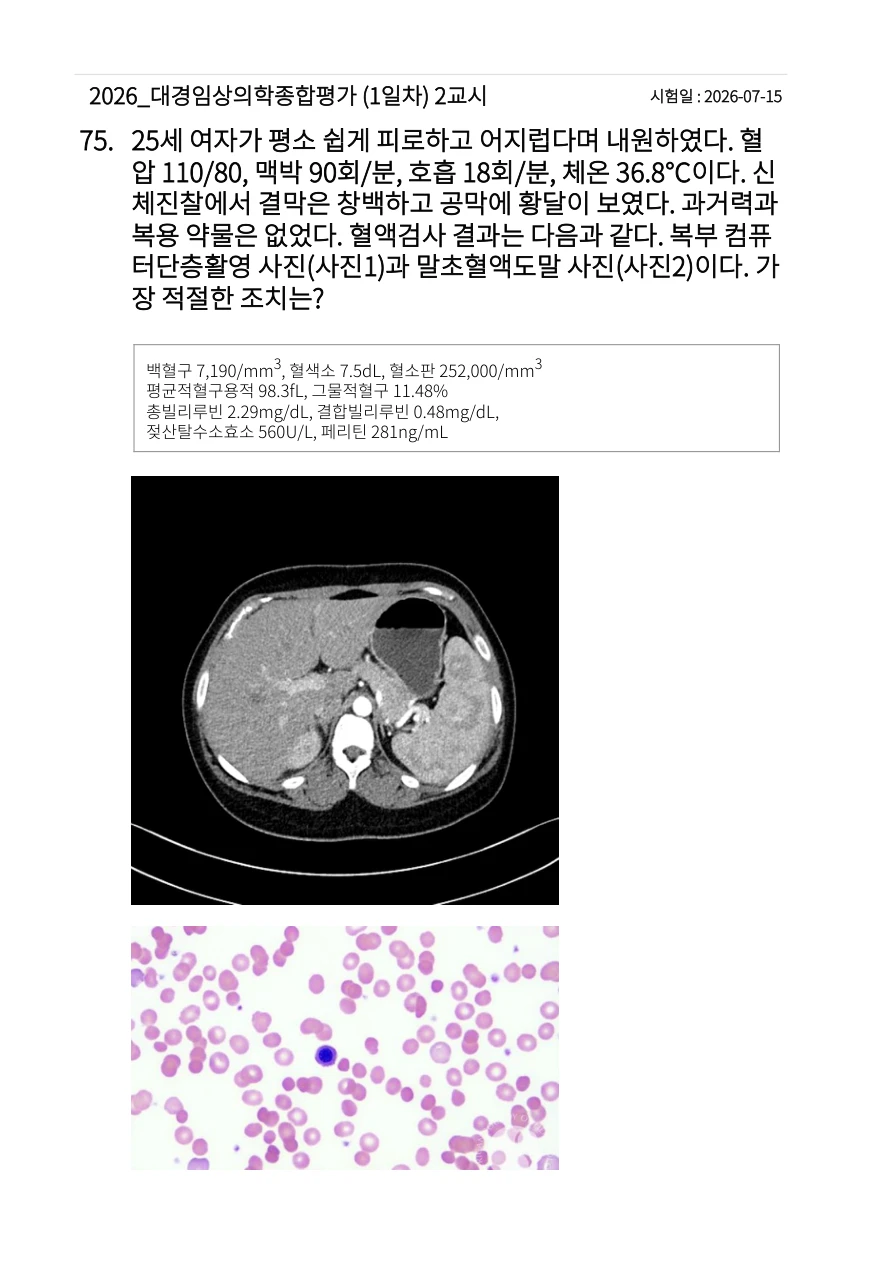 2026_대경임상의학종합평가 (1일차) 2교시
시험일 : 2026-07-15
75. 25세 여자가 평소 쉽게 피로하고 어지럽다며 내원하였다. 혈
압 110/80, 맥박 90회/분, 호흡 18회/분, 체온 36.8℃이다. 신
체진찰에서 결막은 창백하고 공막에 황달이 보였다. 과거력과
복용 약물은 없었다. 혈액검사 결과는 다음과 같다. 복부 컴퓨
터단층활영 사진(사진1)과 말초혈액도말 사진(사진2)이다. 가
장 적절한 조치는?
백혈구 7,190/mm³, 혈색소 7.5dL, 혈소판 252,000/mm³
평균적혈구용적 98.3fL, 그물적혈구 11.48%
총빌리루빈 2.29mg/dL, 결합빌리루빈 0.48mg/dL,
젖산탈수소효소 560U/L, 페리틴 281ng/mL